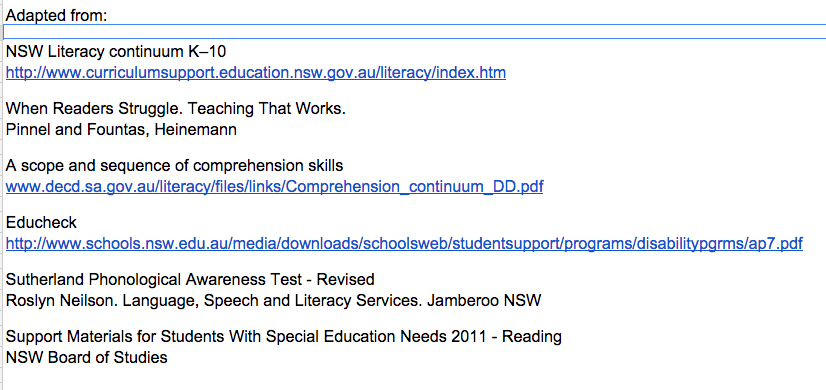 Adapted from:
NSW Literacy continuum K–10
http://www.curriculumsupport.education.nsw.gov.au/literacy/index.htm
When Readers Struggle. Teaching That Works.
Pinnel and Fountas, Heinemann
A scope and sequence of comprehension skills
www.decd.sa.gov.au/literacy/files/links/Comprehension_continuum_DD.pdf
Educheck
http://www.schools.nsw.edu.au/media/downloads/schoolsweb/studentsupport/programs/disabilitypgrms/ap7.pdf
Sutherland Phonological Awareness Test - Revised
Roslyn Neilson. Language, Speech and Literacy Services. Jamberoo NSW
Support Materials for Students With Special Education Needs 2011 - Reading
NSW Board of Studies